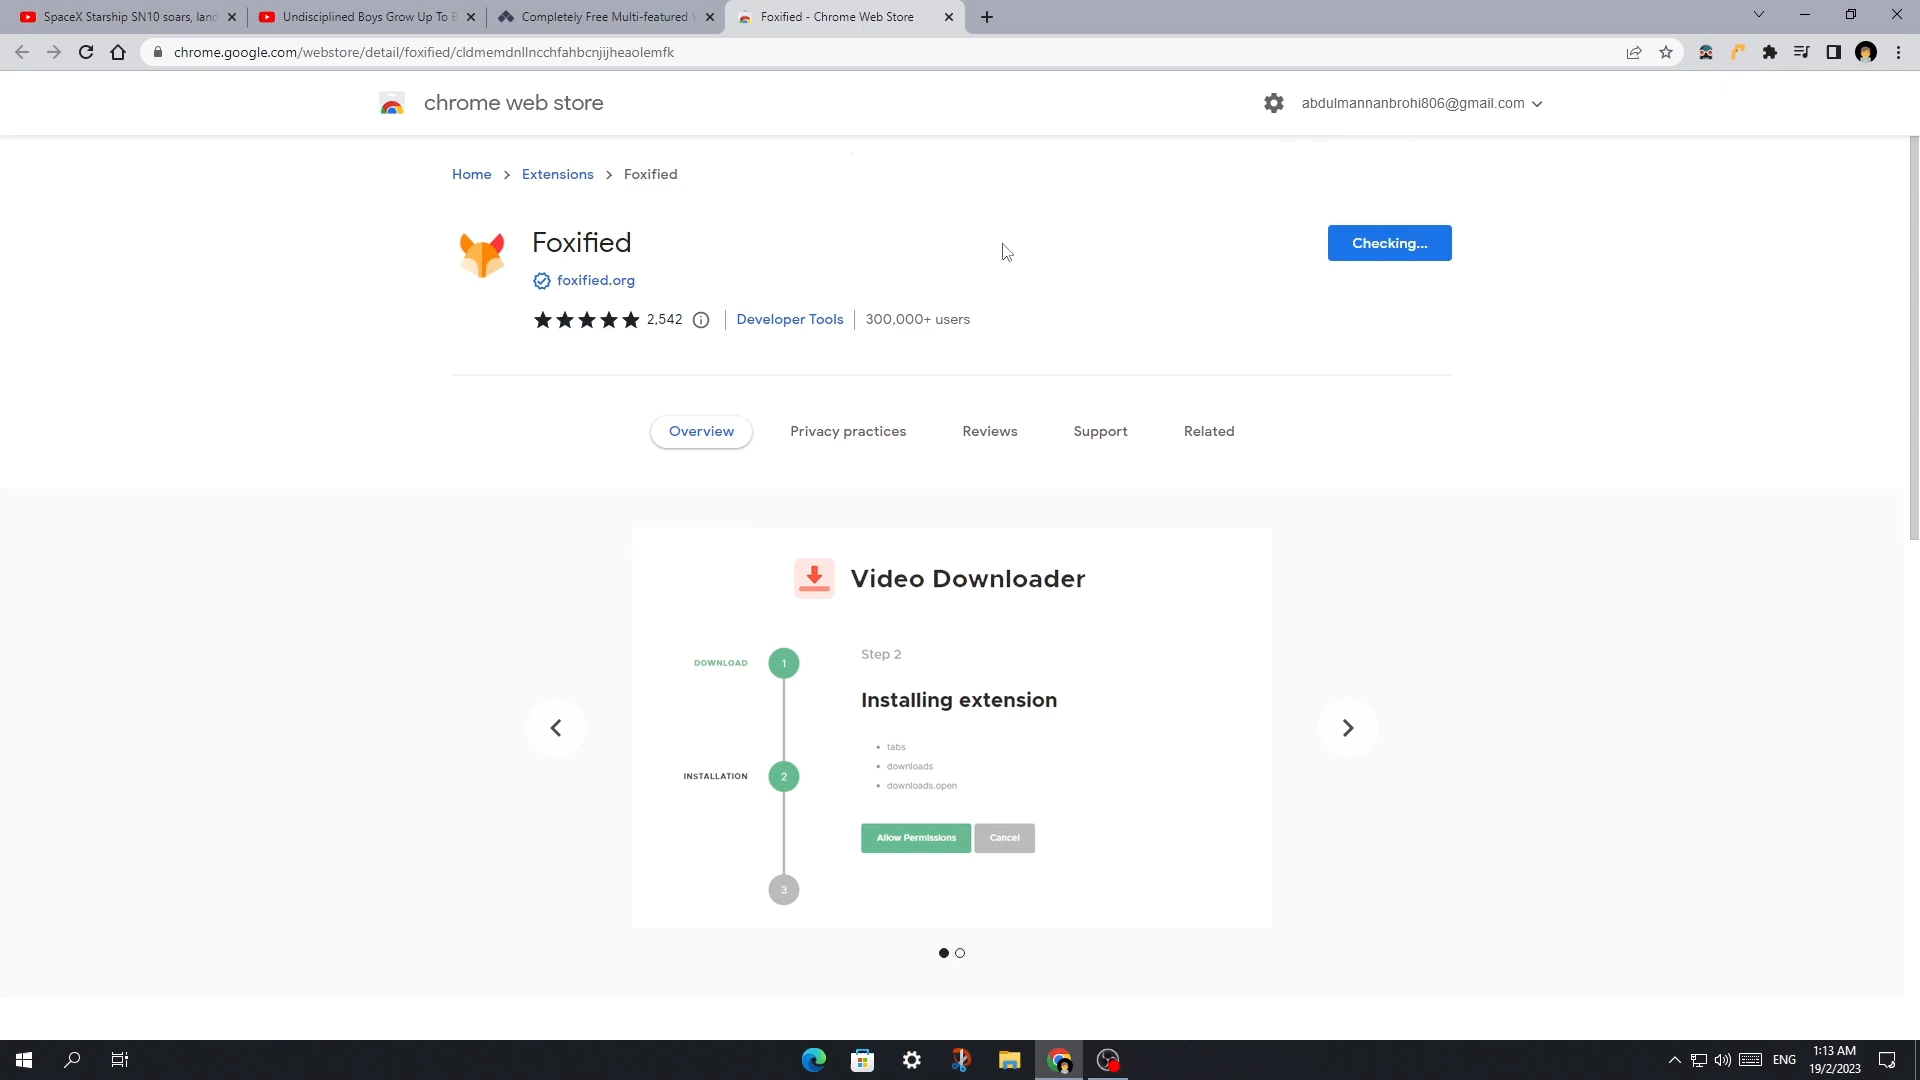 SpaceX Starship SN10 soars, land
Undisciplined Boys Grow Up To B
Completely Free Multi-featured Y
Foxified - Chrome Web Store
chrome.google.com/webstore/detail/foxified/cldmemdnllncchfahbcnjijheaolemfk
chrome web store
abdulmannanbrohi806@gmail.com
Home > Extensions > Foxified
Foxified
Checking...
foxified.org
2,542
Developer Tools
300,000+ users
Overview
Privacy practices
Reviews
Support
Related
Video Downloader
DOWNLOAD
1
Step 2
Installing extension
• tabs
• downloads
• downloads.open
INSTALLATION
2
Allow Permissions
Cancel
3
ENG
1:13 AM
19/2/2023